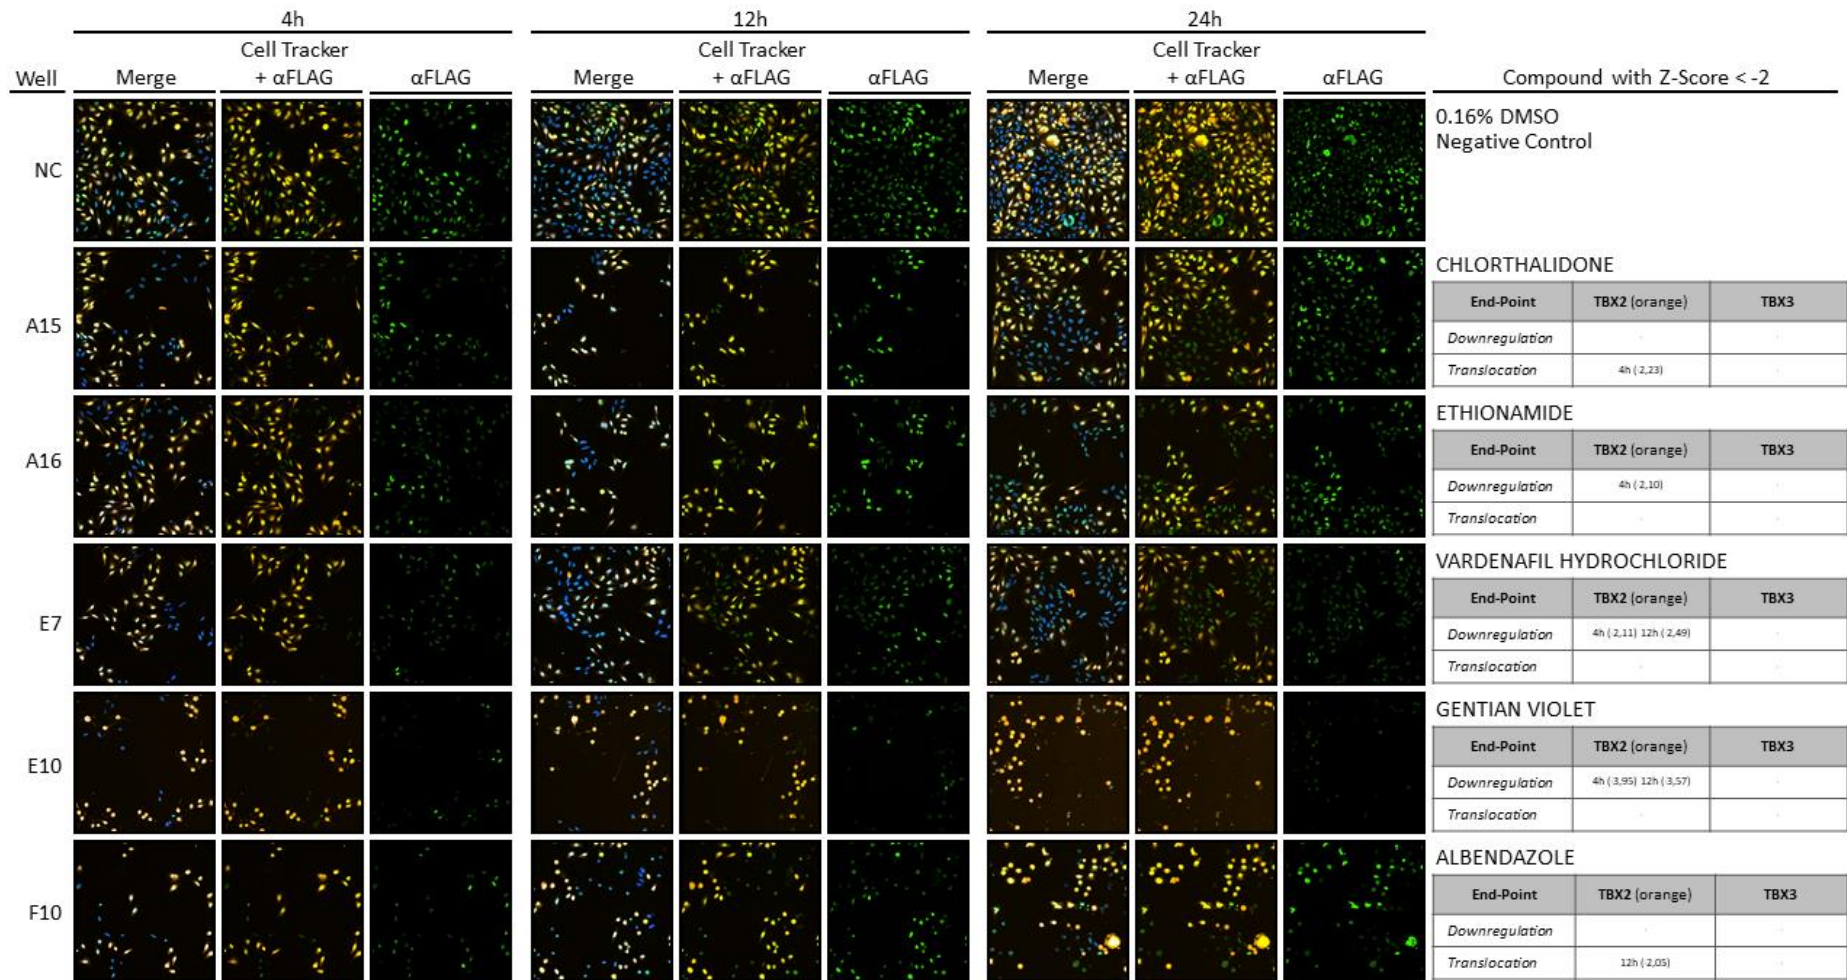 4h 12h 24h
Cell Tracker Cell Tracker Cell Tracker
Well Merge + αFLAG αFLAG Merge + αFLAG αFLAG Merge + αFLAG αFLAG Compound with Z-Score < -2
NC
0.16% DMSO
Negative Control
A15
CHLORTHALIDONE
End-Point TBX2 (orange) TBX3
Downregulation - -
Translocation 4h (-2,23) -
A16
ETHIONAMIDE
End-Point TBX2 (orange) TBX3
Downregulation 4h (-2,10) -
Translocation - -
E7
VARDENAFIL HYDROCHLORIDE
End-Point TBX2 (orange) TBX3
Downregulation 4h (-2,11) 12h (-2,49) -
Translocation - -
E10
GENTIAN VIOLET
End-Point TBX2 (orange) TBX3
Downregulation 4h (-3,95) 12h (-3,57) -
Translocation - -
F10
ALBENDAZOLE
End-Point TBX2 (orange) TBX3
Downregulation - -
Translocation 12h (-2,05) -